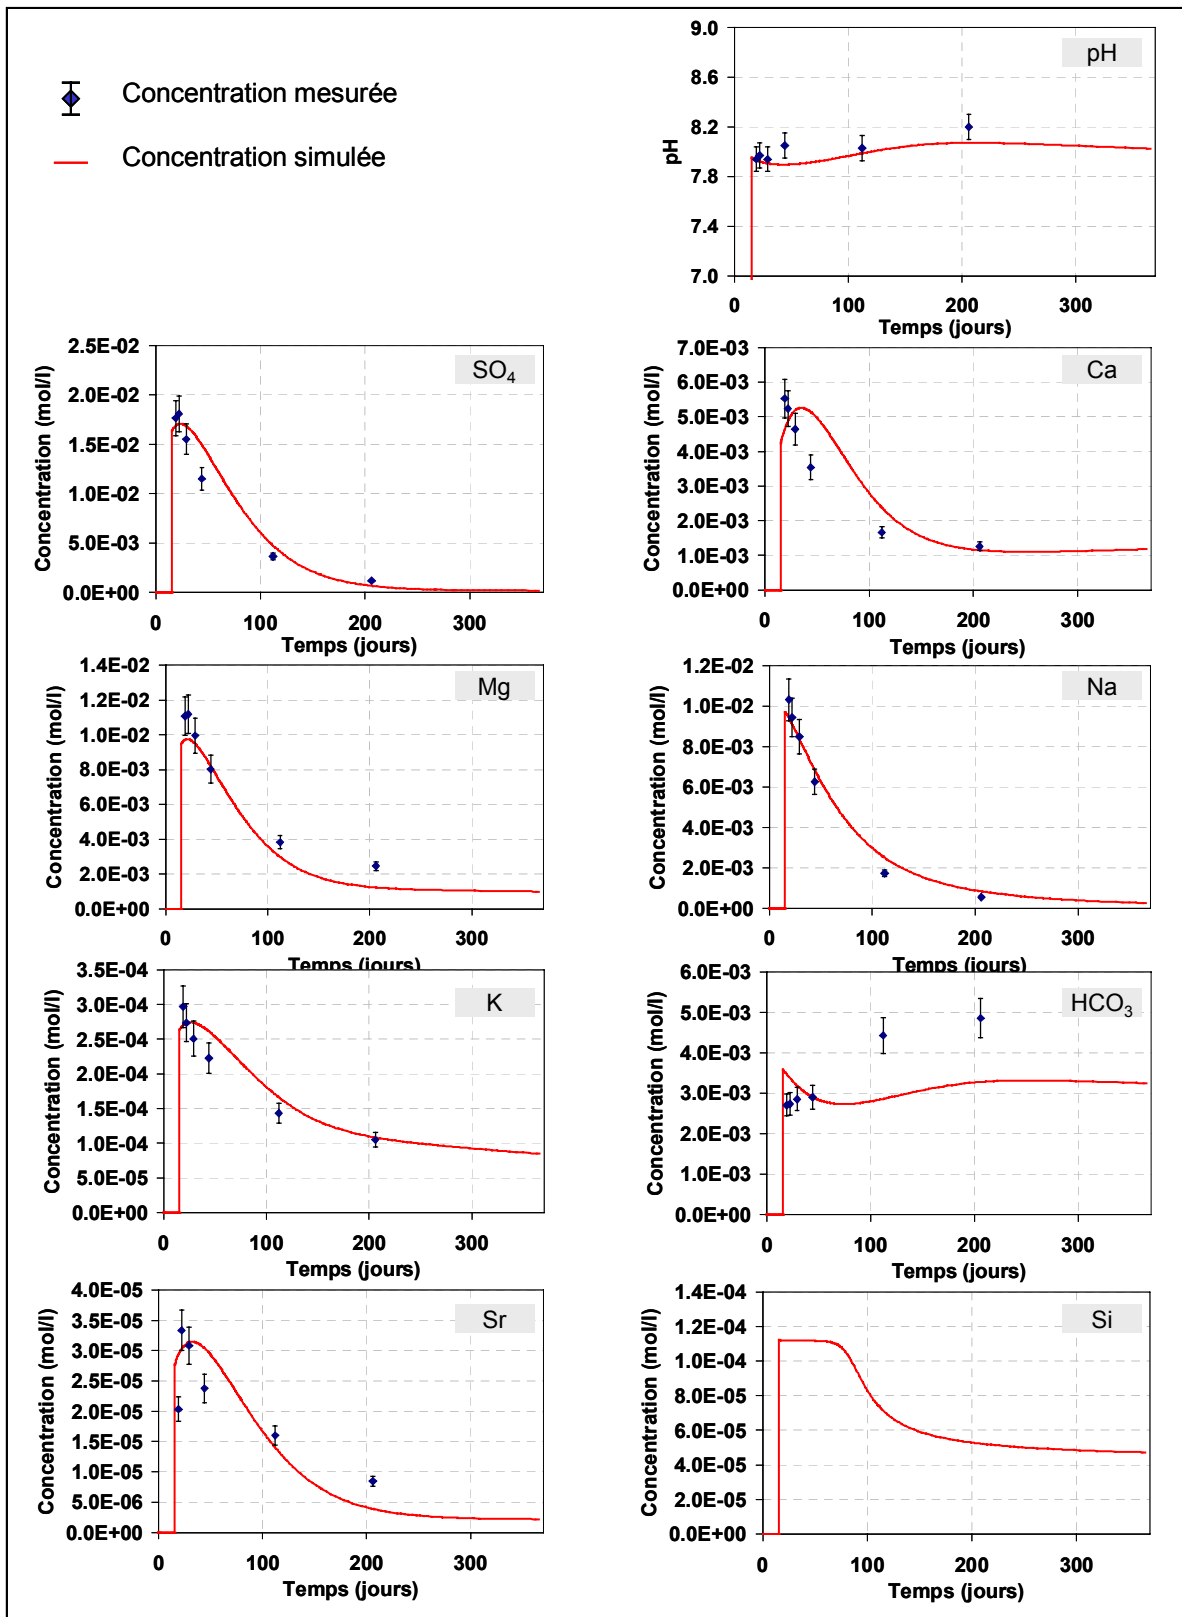 Concentration mesurée
Concentration simulée
pH
pH
9.0
8.6
8.2
7.8
7.4
7.0
0 100 200 300
Temps (jours)
SO4
Concentration (mol/l)
2.5E-02
2.0E-02
1.5E-02
1.0E-02
5.0E-03
0.0E+00
0 100 200 300
Temps (jours)
Ca
Concentration (mol/l)
7.0E-03
6.0E-03
5.0E-03
4.0E-03
3.0E-03
2.0E-03
1.0E-03
0.0E+00
0 100 200 300
Temps (jours)
Mg
Concentration (mol/l)
1.4E-02
1.2E-02
1.0E-02
8.0E-03
6.0E-03
4.0E-03
2.0E-03
0.0E+00
0 100 200 300
Temps (jours)
Na
Concentration (mol/l)
1.2E-02
1.0E-02
8.0E-03
6.0E-03
4.0E-03
2.0E-03
0.0E+00
0 100 200 300
Temps (jours)
K
Concentration (mol/l)
3.5E-04
3.0E-04
2.5E-04
2.0E-04
1.5E-04
1.0E-04
5.0E-05
0.0E+00
0 100 200 300
Temps (jours)
HCO3
Concentration (mol/l)
6.0E-03
5.0E-03
4.0E-03
3.0E-03
2.0E-03
1.0E-03
0.0E+00
0 100 200 300
Temps (jours)
Sr
Concentration (mol/l)
4.0E-05
3.5E-05
3.0E-05
2.5E-05
2.0E-05
1.5E-05
1.0E-05
5.0E-06
0.0E+00
0 100 200 300
Temps (jours)
Si
Concentration (mol/l)
1.4E-04
1.2E-04
1.0E-04
8.0E-05
6.0E-05
4.0E-05
2.0E-05
0.0E+00
0 100 200 300
Temps (jours)